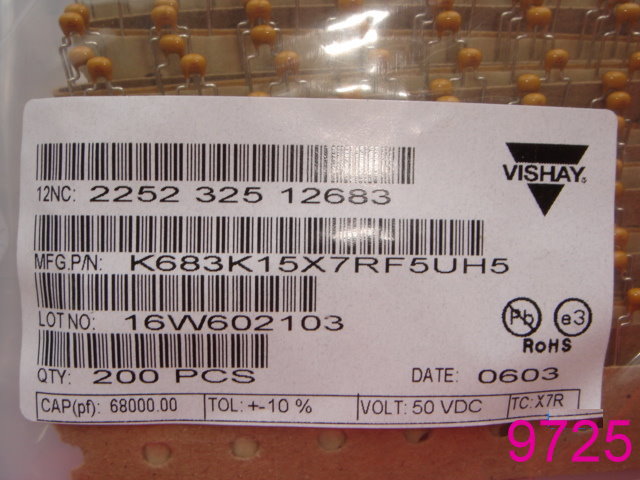 VISHAY
12NC: 2252 325 12683
MFG.P/N: K683K15X7RF5UH5
LOT NO: 16W602103
Pb e3
RoHS
QTY: 200 PCS DATE: 0603
CAP(pf): 68000.00 TOL: +-10 % VOLT: 50 VDC TC: X7R
9725